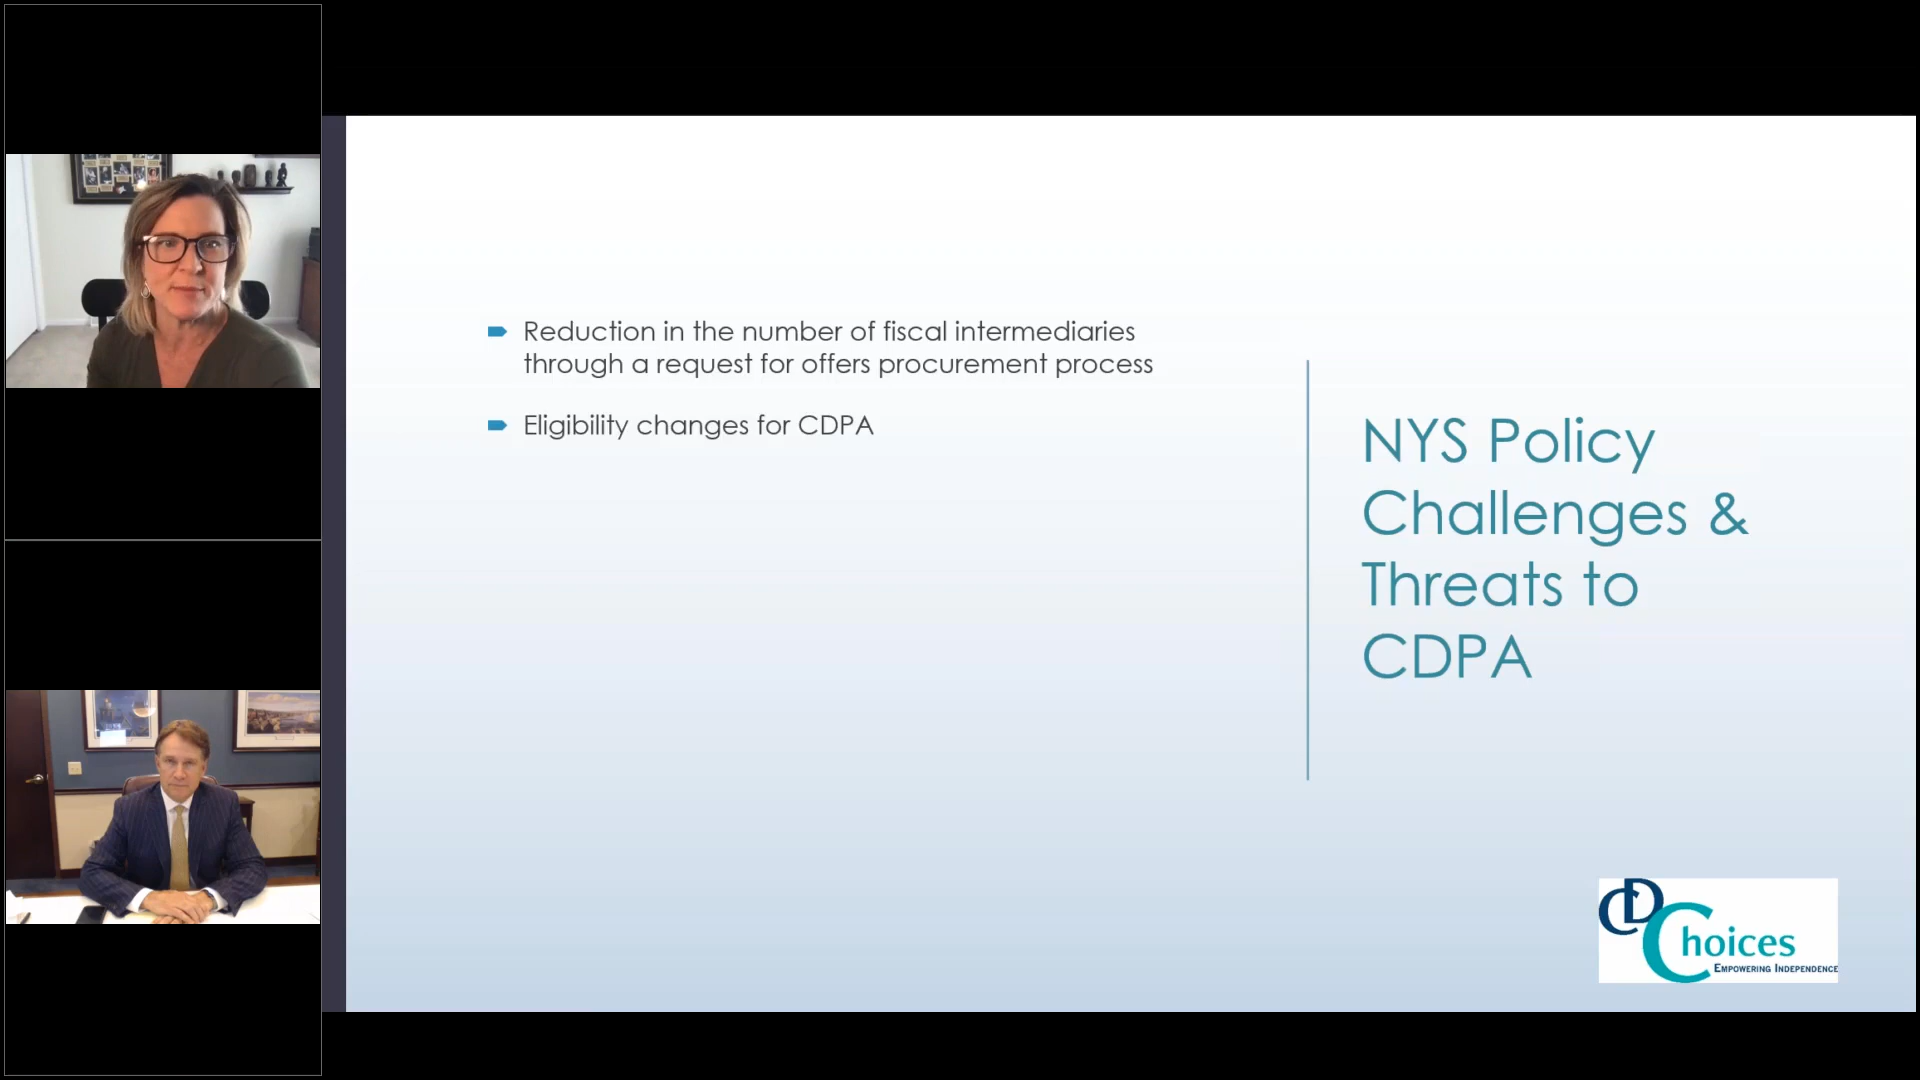 Reduction in the number of fiscal intermediaries
through a request for offers procurement process
Eligibility changes for CDPA
NYS Policy
Challenges &
Threats to
CDPA
CDChoices
EMPOWERING INDEPENDENCE